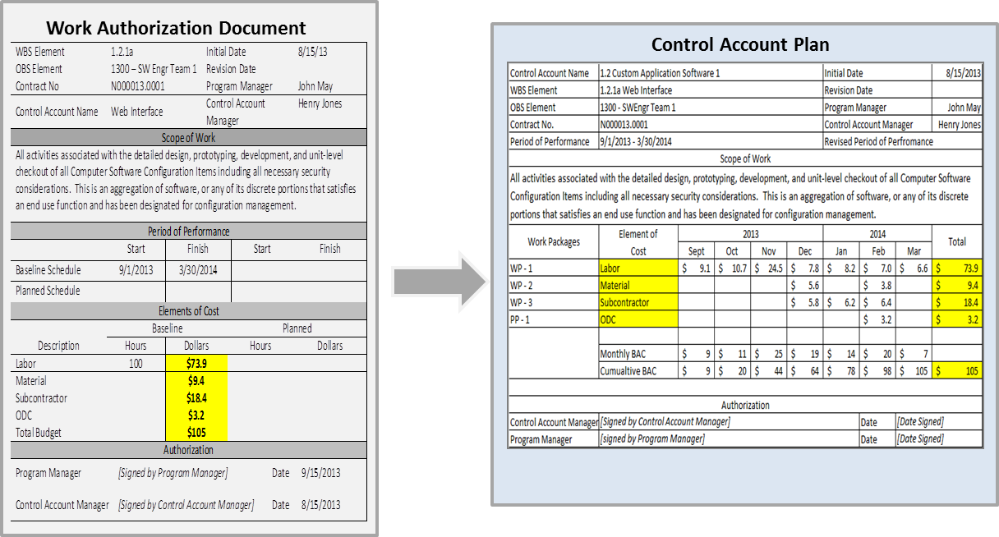 Work Authorization Document
WBS Element 1.2.1a Initial Date 8/15/13
OBS Element 1300 – SW Engr Team 1 Revision Date
Contract No N000013.0001 Program Manager John May
Control Account Name Web Interface Control Account Manager Henry Jones
Scope of Work
All activities associated with the detailed design, prototyping, development, and unit-level
checkout of all Computer Software Configuration Items including all necessary security
considerations. This is an aggregation of software, or any of its discrete portions that satisfies
an end use function and has been designated for configuration management.
Period of Performance
Start Finish Start Finish
Baseline Schedule 9/1/2013 3/30/2014
Planned Schedule
Elements of Cost
Baseline Planned
Description Hours Dollars Hours Dollars
Labor 100 $73.9
Material $9.4
Subcontractor $18.4
ODC $3.2
Total Budget $105
Authorization
Program Manager [Signed by Program Manager] Date 9/15/2013
Control Account Manager [Signed by Control Account Manager] Date 8/15/2013
Control Account Plan
Control Account Name 1.2 Custom Application Software 1 Initial Date 8/15/2013
WBS Element 1.2.1a Web Interface Revision Date
OBS Element 1300 - SWEngr Team 1 Program Manager John May
Contract No. N000013.0001 Control Account Manager Henry Jones
Period of Performance 9/1/2013 - 3/30/2014 Revised Period of Perfromance
Scope of Work
All activities associated with the detailed design, prototyping, development, and unit-level checkout of all Computer Software
Configuration Items including all necessary security considerations. This is an aggregation of software, or any of its discrete
portions that satisfies an end use function and has been designated for configuration management.
Work Packages Element of Cost 2013 2014 Total
Sept Oct Nov Dec Jan Feb Mar
WP - 1 Labor $ 9.1 $ 10.7 $ 24.5 $ 7.8 $ 8.2 $ 7.0 $ 6.6 $ 73.9
WP - 2 Material $ 5.6 $ 3.8 $ 9.4
WP - 3 Subcontractor $ 5.8 $ 6.2 $ 6.4 $ 18.4
PP - 1 ODC $ 3.2 $ 3.2
Monthly BAC $ 9 $ 11 $ 25 $ 19 $ 14 $ 20 $ 7
Cumualtive BAC $ 9 $ 20 $ 44 $ 64 $ 78 $ 98 $ 105 $ 105
Authorization
Control Account Manager [Signed by Control Account Manager] Date [Date Signed]
Program Manager [signed by Program Manager] Date [Date Signed]